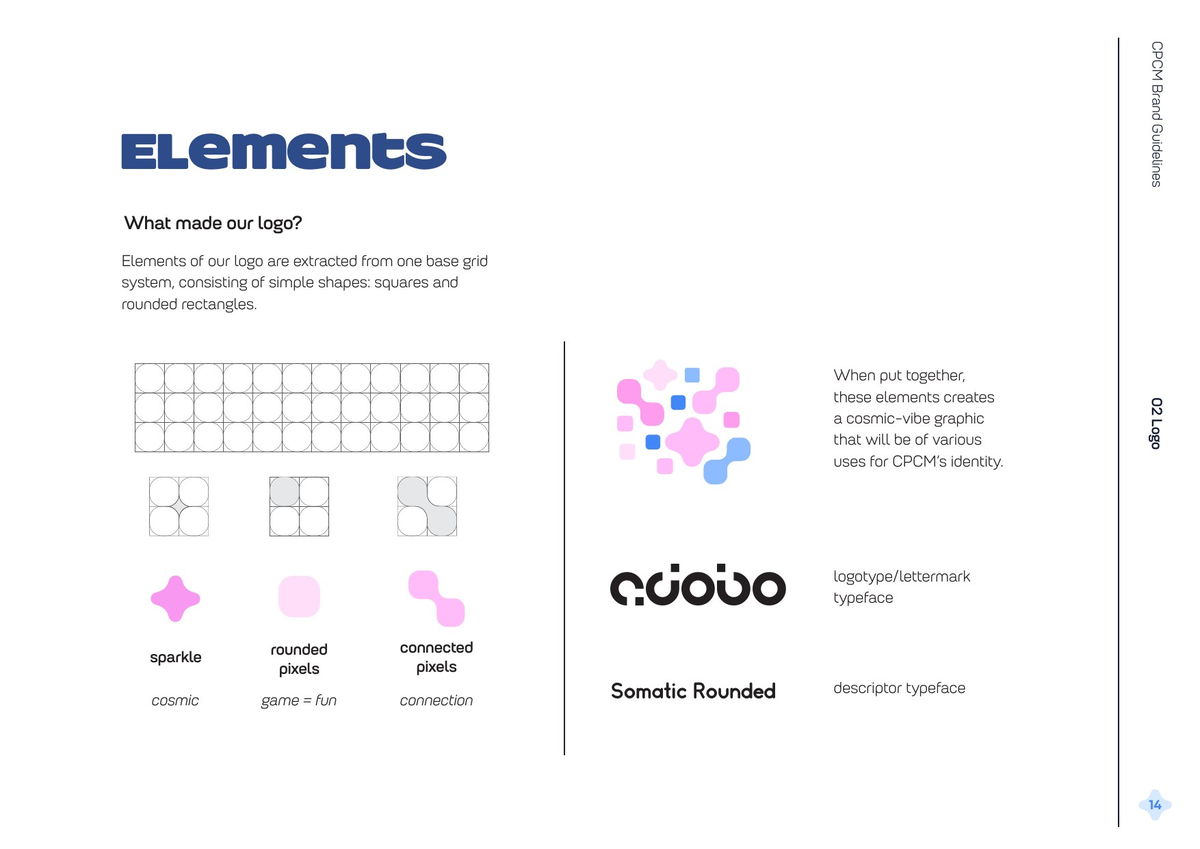 Elements
What made our logo?
Elements of our logo are extracted from one base grid
system, consisting of simple shapes: squares and
rounded rectangles.
sparkle
cosmic
rounded
pixels
game = fun
connected
pixels
connection
When put together,
these elements creates
a cosmic-vibe graphic
that will be of various
uses for CPCM's identity.
adobo
logotype/lettermark
typeface
Somatic Rounded
descriptor typeface
CPCM Brand Guidelines
02 Logo
14